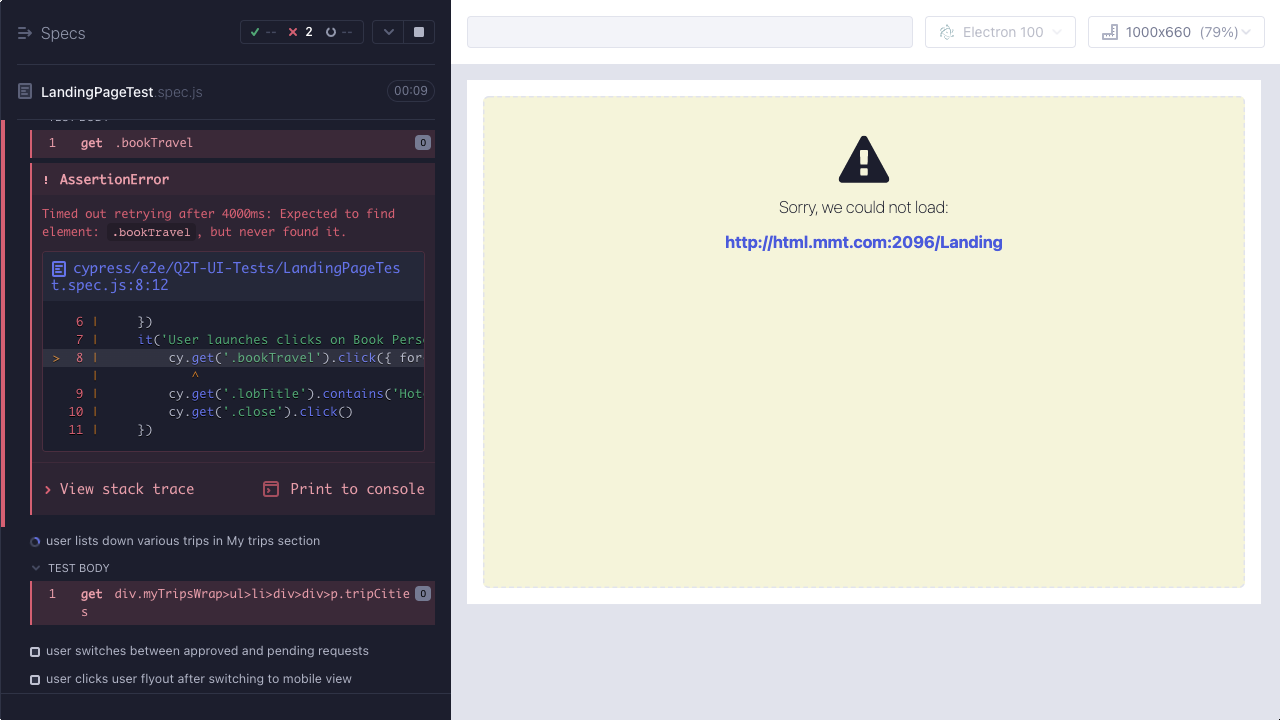 Specs
-- 2 --
LandingPageTest.spec.js
00:09
TEST BODY
1 get .bookTravel 0
! AssertionError
Timed out retrying after 4000ms: Expected to find
element: .bookTravel, but never found it.
cypress/e2e/Q2T-UI-Tests/LandingPageTes
t.spec.js:8:12
6 | })
7 | it('User launches clicks on Book Pers
> 8 | cy.get('.bookTravel').click({ for
| ^
9 | cy.get('.lobTitle').contains('Hot
10 | cy.get('.close').click()
11 | })
View stack trace
Print to console
user lists down various trips in My trips section
TEST BODY
1 get div.myTripsWrap>ul>li>div>div>p.tripCitie 0
s
user switches between approved and pending requests
user clicks user flyout after switching to mobile view
Electron 100
1000x660 (79%)
Sorry, we could not load:
http://html.mmt.com:2096/Landing